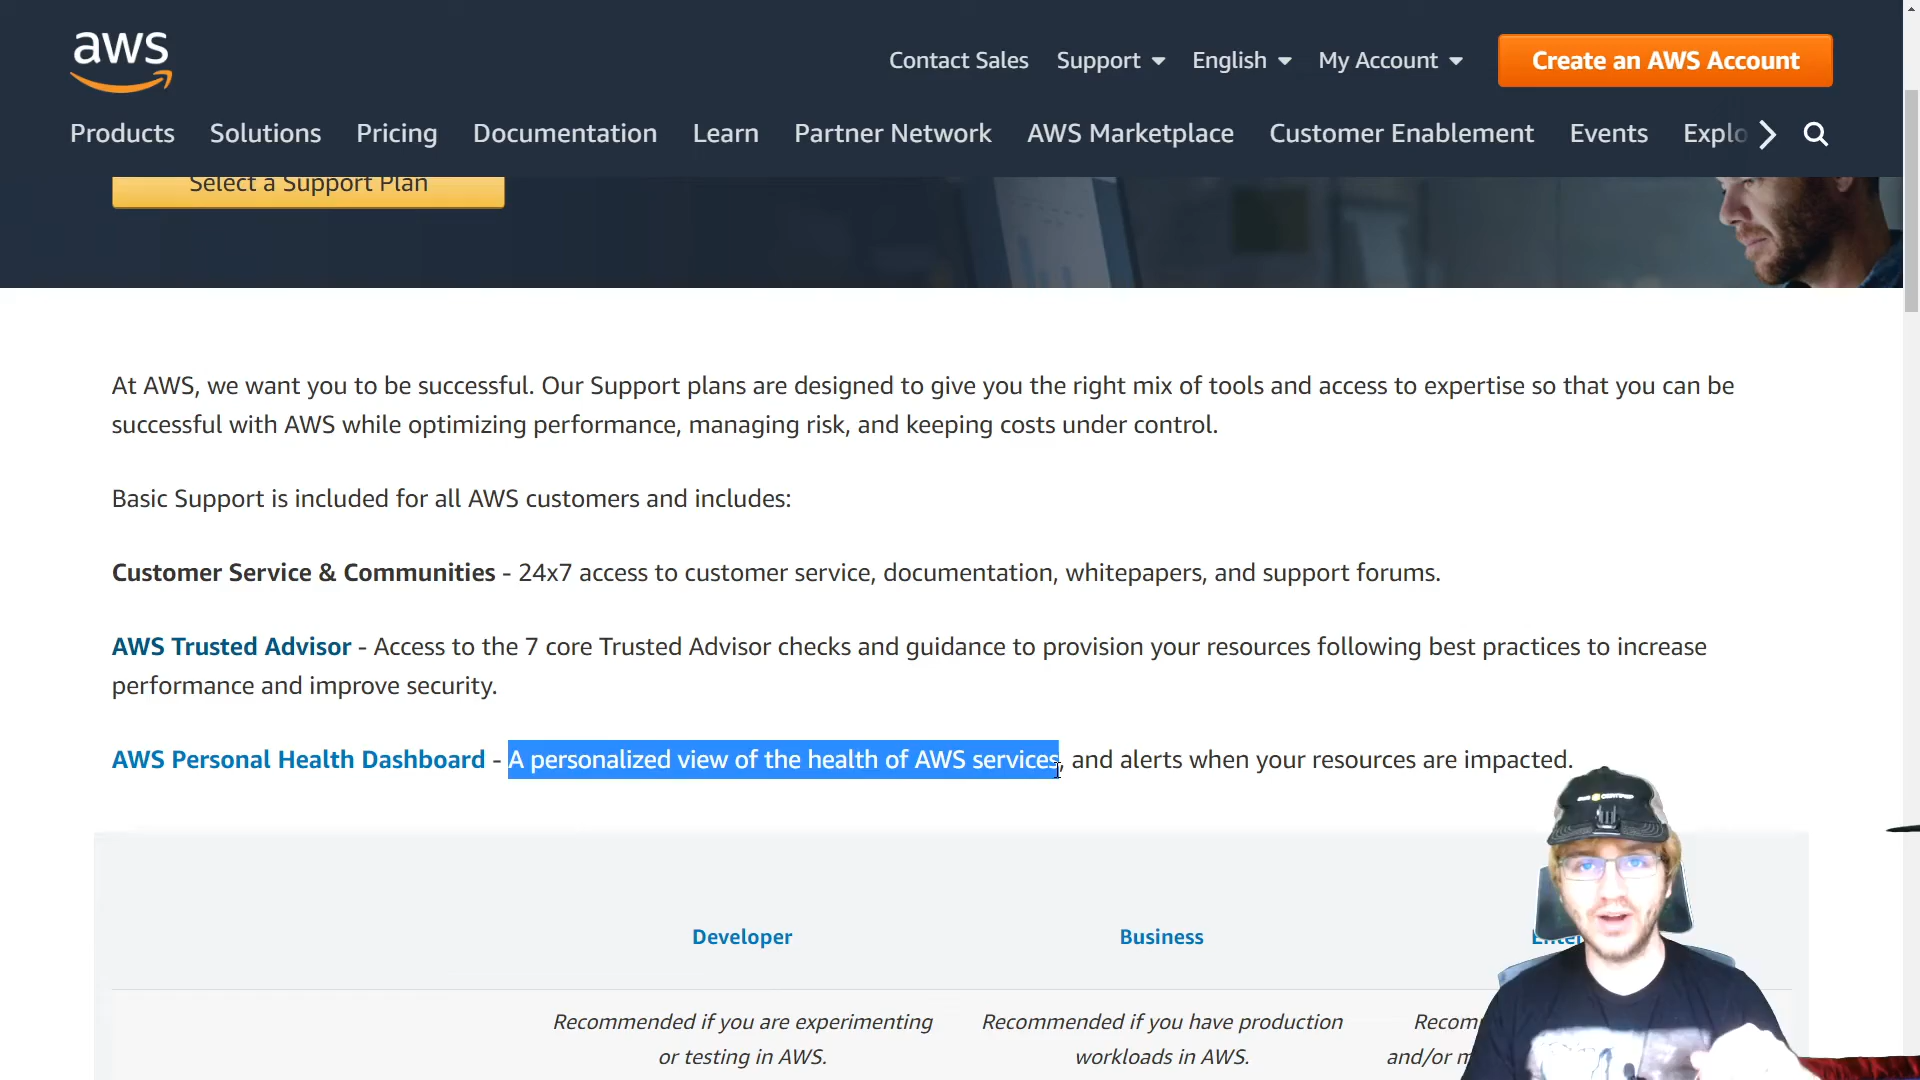 aws
Contact Sales Support English My Account Create an AWS Account
Products Solutions Pricing Documentation Learn Partner Network AWS Marketplace Customer Enablement Events Explo
Select a Support Plan
At AWS, we want you to be successful. Our Support plans are designed to give you the right mix of tools and access to expertise so that you can be
successful with AWS while optimizing performance, managing risk, and keeping costs under control.
Basic Support is included for all AWS customers and includes:
Customer Service & Communities - 24x7 access to customer service, documentation, whitepapers, and support forums.
AWS Trusted Advisor - Access to the 7 core Trusted Advisor checks and guidance to provision your resources following best practices to increase
performance and improve security.
AWS Personal Health Dashboard - A personalized view of the health of AWS services, and alerts when your resources are impacted.
Developer Business
Recommended if you are experimenting Recommended if you have production
or testing in AWS. workloads in AWS. and/or